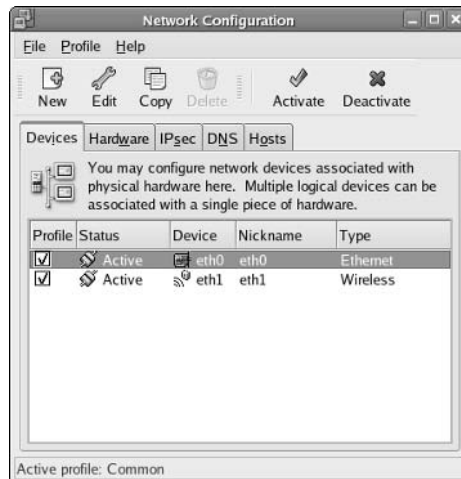 Network Configuration
File Profile Help
New Edit Copy Delete Activate Deactivate
Devices Hardware IPsec DNS Hosts
You may configure network devices associated with
physical hardware here. Multiple logical devices can be
associated with a single piece of hardware.
Profile Status Device Nickname Type
Active eth0 eth0 Ethernet
Active eth1 eth1 Wireless
Active profile: Common